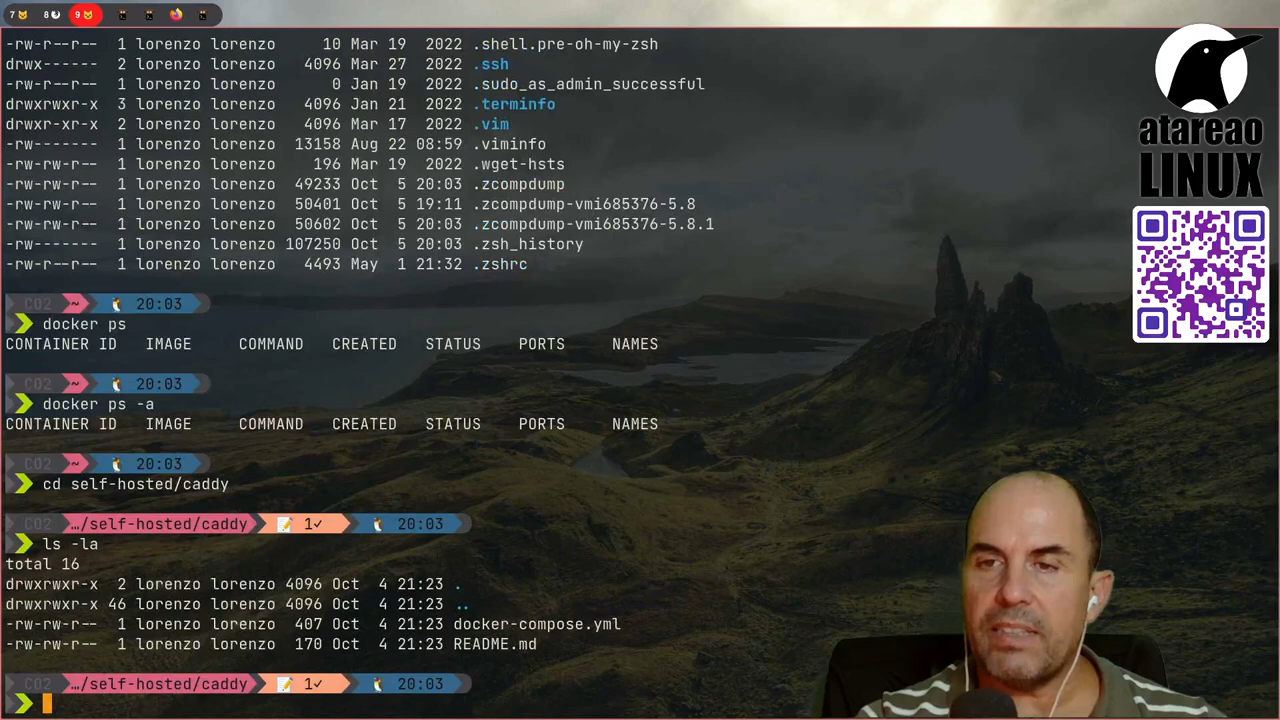 7 8 9
-rw-r--r-- 1 lorenzo lorenzo 10 Mar 19 2022 .shell.pre-oh-my-zsh
drwx------ 2 lorenzo lorenzo 4096 Mar 27 2022 .ssh
-rw-r--r-- 1 lorenzo lorenzo 0 Jan 19 2022 .sudo_as_admin_successful
drwxrwxr-x 3 lorenzo lorenzo 4096 Jan 21 2022 .terminfo
drwxr-xr-x 2 lorenzo lorenzo 4096 Mar 17 2022 .vim
-rw------- 1 lorenzo lorenzo 13158 Aug 22 08:59 .viminfo
-rw-r--r-- 1 lorenzo lorenzo 196 Mar 19 2022 .wget-hsts
-rw-r--r-- 1 lorenzo lorenzo 49233 Oct 5 20:03 .zcompdump
-rw-r--r-- 1 lorenzo lorenzo 50401 Oct 5 19:11 .zcompdump-vmi685376-5.8
-rw-r--r-- 1 lorenzo lorenzo 50602 Oct 5 20:03 .zcompdump-vmi685376-5.8.1
-rw------- 1 lorenzo lorenzo 107250 Oct 5 20:03 .zsh_history
-rw-r--r-- 1 lorenzo lorenzo 4493 May 1 21:32 .zshrc
CO2 ~ 20:03
docker ps
CONTAINER ID IMAGE COMMAND CREATED STATUS PORTS NAMES
CO2 ~ 20:03
docker ps -a
CONTAINER ID IMAGE COMMAND CREATED STATUS PORTS NAMES
CO2 ~ 20:03
cd self-hosted/caddy
CO2 …/self-hosted/caddy 1✓ 20:03
ls -la
total 16
drwxrwxr-x 2 lorenzo lorenzo 4096 Oct 4 21:23 .
drwxrwxr-x 46 lorenzo lorenzo 4096 Oct 4 21:23 ..
-rw-rw-r-- 1 lorenzo lorenzo 407 Oct 4 21:23 docker-compose.yml
-rw-rw-r-- 1 lorenzo lorenzo 170 Oct 4 21:23 README.md
CO2 …/self-hosted/caddy 1✓ 20:03
atareao
LINUX